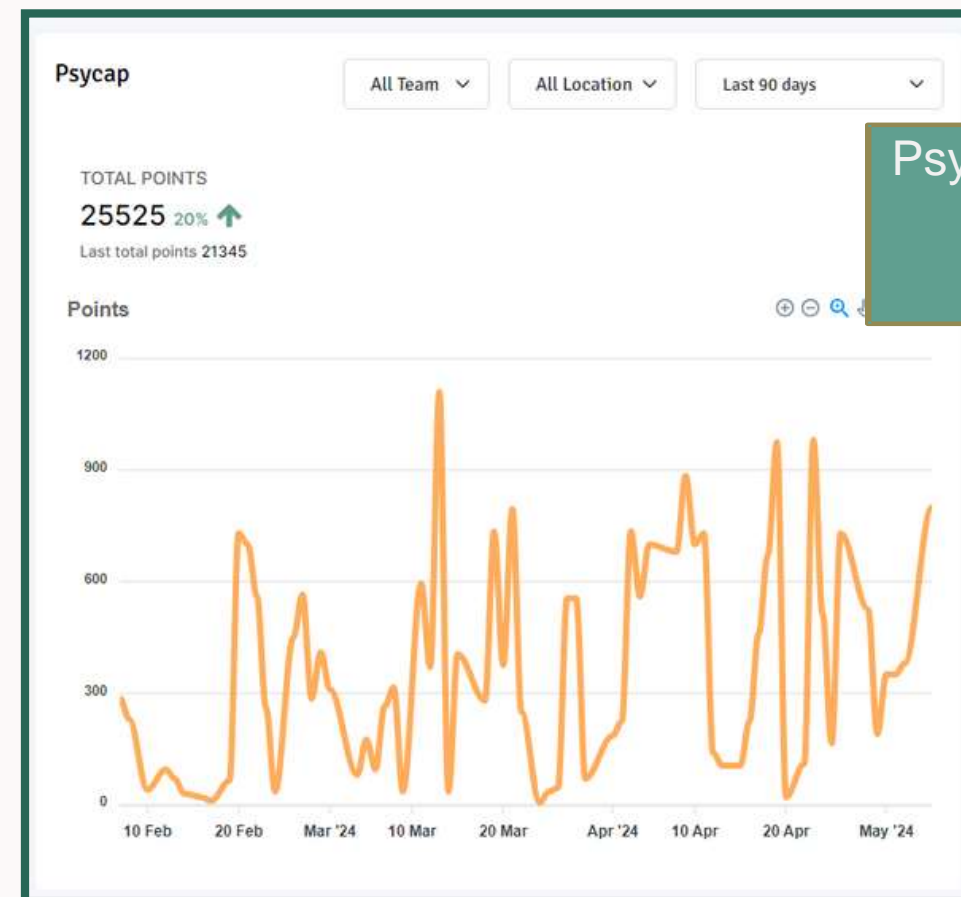 Psycap
All Team
All Location
Last 90 days
TOTAL POINTS
25525 20%
Last total points 21345
Points
1200
900
600
300
0
10 Feb
20 Feb
Mar '24
10 Mar
20 Mar
Apr '24
10 Apr
20 Apr
May '24